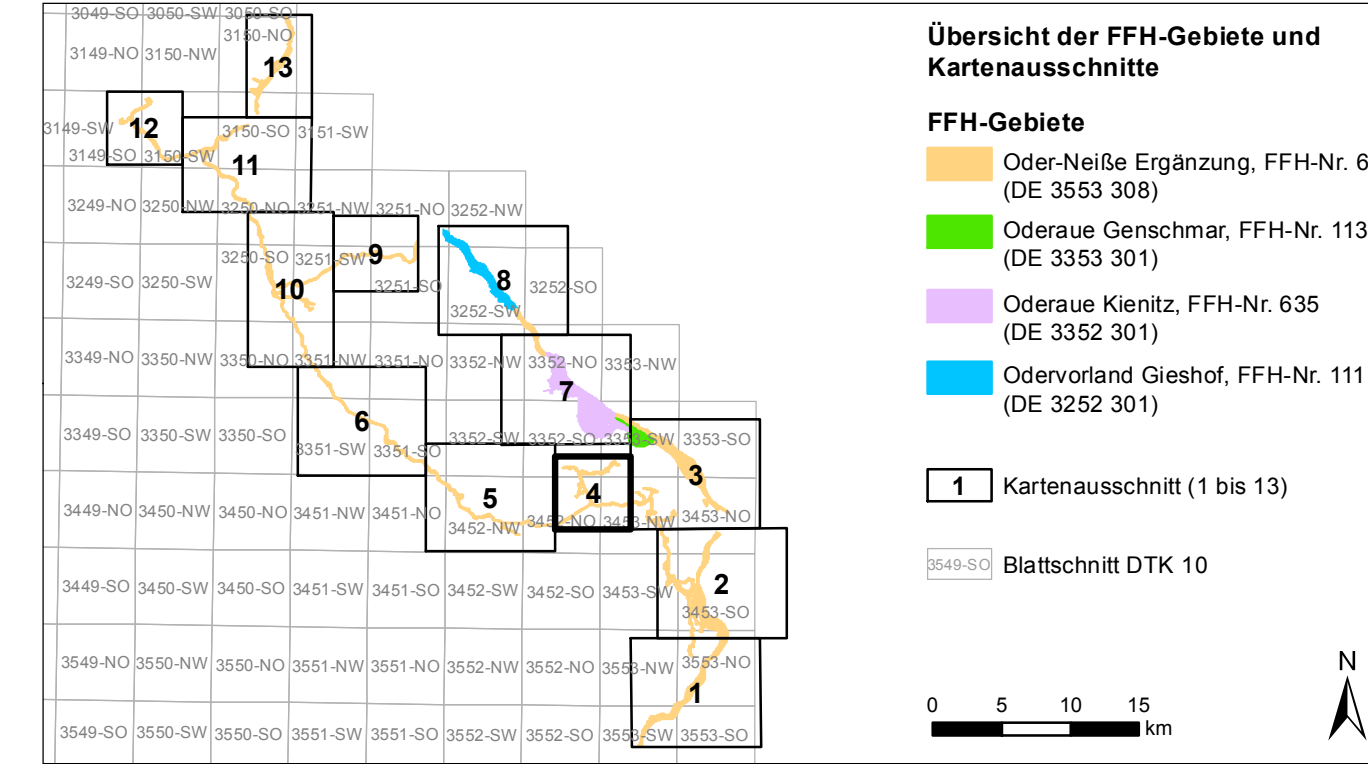 3049-SO 3050-SW 3050-SO
3149-NO 3150-NW 3150-NO
13
3149-SW 12 3150-SO 3151-SW
3149-SO 3150-SW 11
3249-NO 3250-NW 3250-NO 3251-NW 3251-NO 3252-NW
3250-SO 3251-SW 9
3249-SO 3250-SW 10 3251-SO 8 3252-SO
3252-SW
3349-NO 3350-NW 3350-NO 3351-NW 3351-NO 3352-NW 3352-NO 3353-NW
7
6
3349-SO 3350-SW 3350-SO 3351-SW 3351-SO 3352-SW 3352-SO 3353-SW 3353-SO
3
5 4
3449-NO 3450-NW 3450-NO 3451-NW 3451-NO 3452-NW 3452-NO 3453-NW 3453-NO
2
3449-SO 3450-SW 3450-SO 3451-SW 3451-SO 3452-SW 3452-SO 3453-SW 3453-SO
3549-NO 3550-NW 3550-NO 3551-NW 3551-NO 3552-NW 3552-NO 3553-NW 3553-NO
1
3549-SO 3550-SW 3550-SO 3551-SW 3551-SO 3552-SW 3552-SO 3553-SW 3553-SO
Übersicht der FFH-Gebiete und
Kartenausschnitte
FFH-Gebiete
Oder-Neiße Ergänzung, FFH-Nr. 6
(DE 3553 308)
Oderaue Genschmar, FFH-Nr. 113
(DE 3353 301)
Oderaue Kienitz, FFH-Nr. 635
(DE 3352 301)
Odervorland Gieshof, FFH-Nr. 111
(DE 3252 301)
1 Kartenausschnitt (1 bis 13)
3549-SO Blattschnitt DTK 10
N
0 5 10 15
km